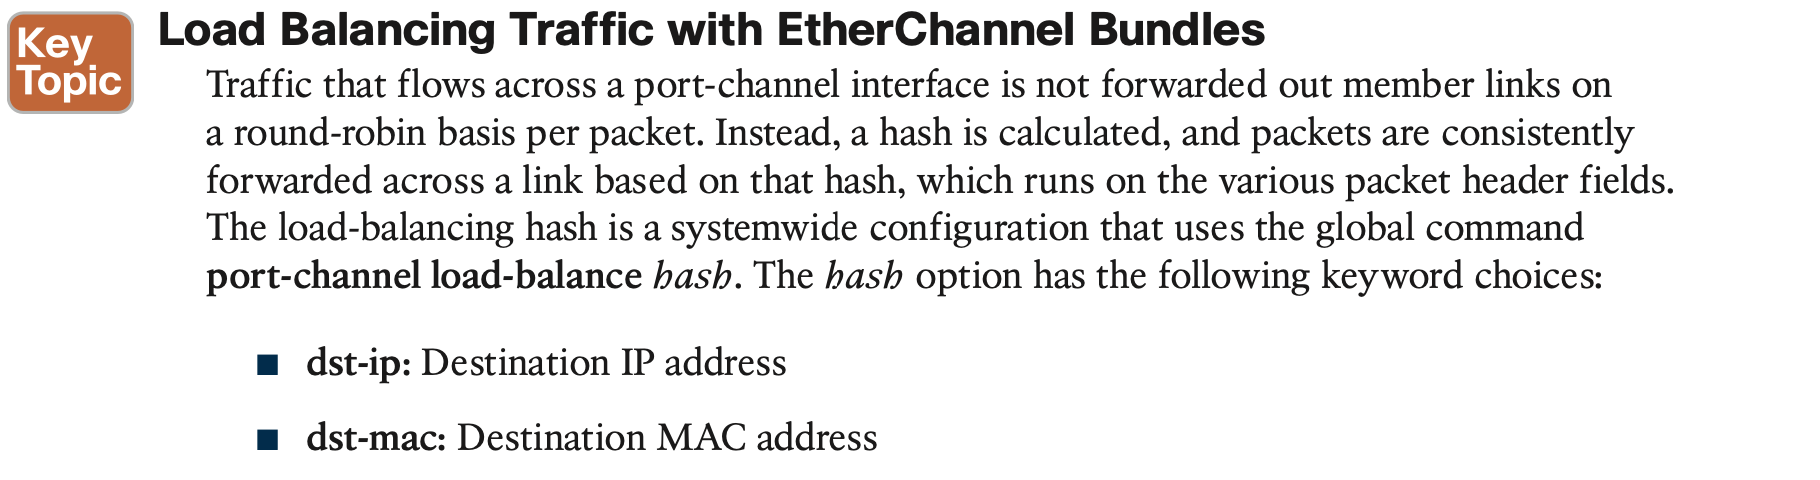 Key
Topic
Load Balancing Traffic with EtherChannel Bundles
Traffic that flows across a port-channel interface is not forwarded out member links on
a round-robin basis per packet. Instead, a hash is calculated, and packets are consistently
forwarded across a link based on that hash, which runs on the various packet header fields.
The load-balancing hash is a systemwide configuration that uses the global command
port-channel load-balance hash. The hash option has the following keyword choices:
■ dst-ip: Destination IP address
■ dst-mac: Destination MAC address